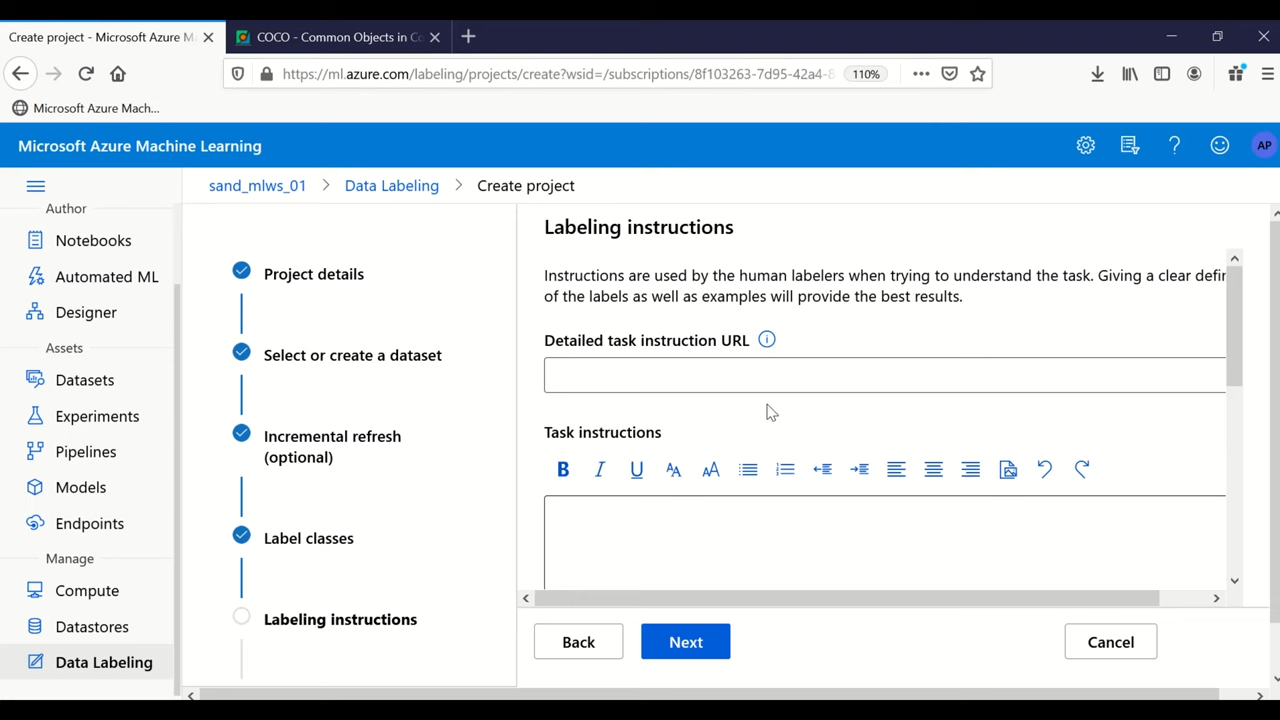 Create project - Microsoft Azure M
COCO - Common Objects in Co
https://ml.azure.com/labeling/projects/create?wsid=/subscriptions/8f103263-7d95-42a4-8
110%
Microsoft Azure Mach...
Microsoft Azure Machine Learning
AP
sand_mlws_01 > Data Labeling > Create project
Author
Notebooks
Automated ML
Designer
Assets
Datasets
Experiments
Pipelines
Models
Endpoints
Manage
Compute
Datastores
Data Labeling
Project details
Select or create a dataset
Incremental refresh
(optional)
Label classes
Labeling instructions
Labeling instructions
Instructions are used by the human labelers when trying to understand the task. Giving a clear defin
of the labels as well as examples will provide the best results.
Detailed task instruction URL
Task instructions
B I U AA AA
Back
Next
Cancel